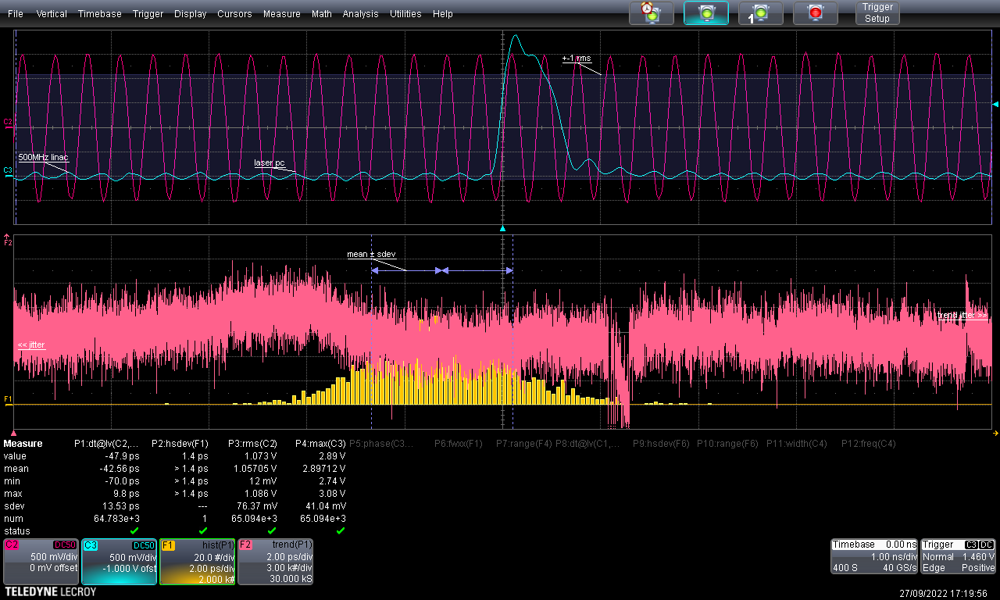 File Vertical Timebase Trigger Display Cursors Measure Math Analysis Utilities Help
1
Trigger
Setup
+-1 rms
C2
500MHz linac
laser pc
C3
F2
mean ± sdev
trend jitter >>
<< jitter
F1
Measure P1:dt@lv(C2,... P2:hsdev(F1) P3:rms(C2) P4:max(C3) P5:phase(C3... P6:fwxx(F1) P7:range(F4) P8:dt@lv(C1,... P9:hsdev(F6) P10:range(F6) P11:width(C4) P12:freq(C4)
value -47.9 ps 1.4 ps 1.073 V 2.89 V
mean -42.56 ps > 1.4 ps 1.05705 V 2.89712 V
min -70.0 ps > 1.4 ps 12 mV 2.74 V
max 9.8 ps > 1.4 ps 1.086 V 3.08 V
sdev 13.53 ps --- 76.37 mV 41.04 mV
num 64.783e+3 1 65.094e+3 65.094e+3
status
C2 DC50
500 mV/div
0 mV offset
C3 DC50
500 mV/div
-1.000 V ofst
F1 hist(P1)
20.0 #/div
2.00 ps/div
2.000 k#
F2 trend(P1)
2.00 ps/div
3.00 k#/div
30.000 kS
Timebase 0.00 ns
1.00 ns/div
400 S 40 GS/s
Trigger C3 DC
Normal 1.460 V
Edge Positive
TELEDYNE LECROY
27/09/2022 17:19:56